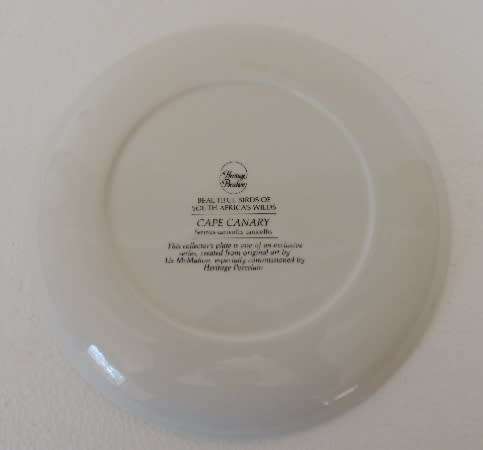 Heritage
Porcelain
BEAUTIFUL BIRDS OF
SOUTH AFRICA'S WILDS
CAPE CANARY
Serinus canicollis canicollis
This collector's plate is one of an exclusive
series, created from original art by
Liz McMahon, especially commissioned by
Heritage Porcelain